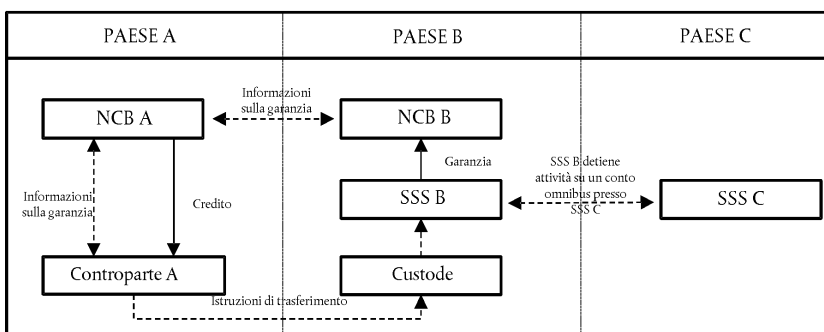 PAESE A
PAESE B
PAESE C
Informazioni
sulla garanzia
NCB A
NCB B
Garanzia
SSS B detiene
attività su un conto
omnibus presso
SSS C
Informazioni
sulla garanzia
Credito
SSS B
SSS C
Controparte A
Custode
Istruzioni di trasferimento